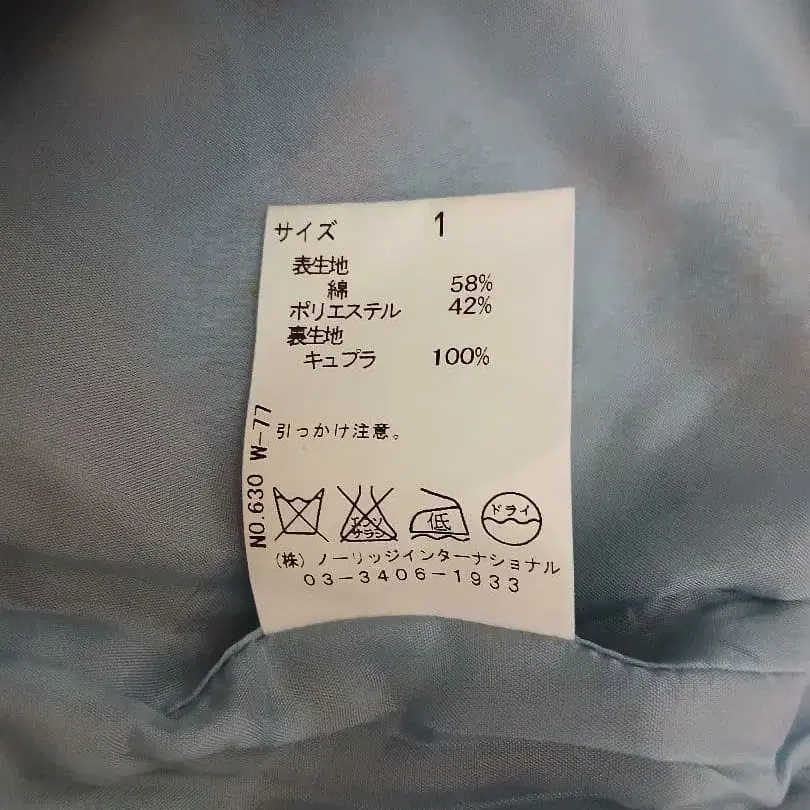 サイズ 1
表生地
綿 58%
ポリエステル 42%
裏生地
キュプラ 100%
引っかけ注意。
NO.630 W-77
エンソ
サラシ
低
ドライ
(株) ノーリッジインターナショナル
03-3406-1933